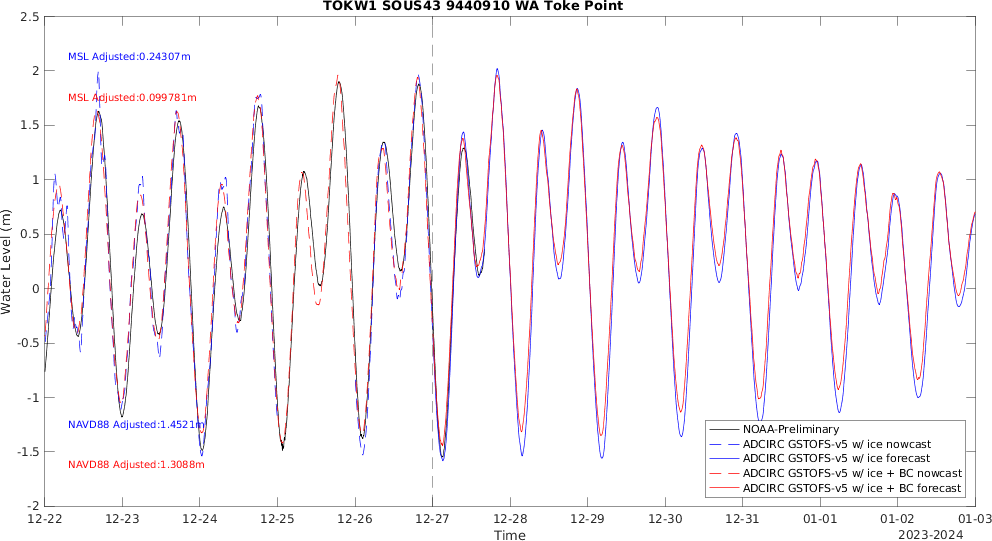 TOKW1 SOUS43 9440910 WA Toke Point
2.5
2
1.5
1
0.5
0
-0.5
-1
-1.5
-2
Water Level (m)
MSL Adjusted:0.24307m
MSL Adjusted:0.099781m
NAVD88 Adjusted:1.4521m
NAVD88 Adjusted:1.3088m
NOAA-Preliminary
ADCIRC GSTOFS-v5 w/ ice nowcast
ADCIRC GSTOFS-v5 w/ ice forecast
ADCIRC GSTOFS-v5 w/ ice + BC nowcast
ADCIRC GSTOFS-v5 w/ ice + BC forecast
12-22 12-23 12-24 12-25 12-26 12-27 12-28 12-29 12-30 12-31 01-01 01-02 01-03
Time
2023-2024